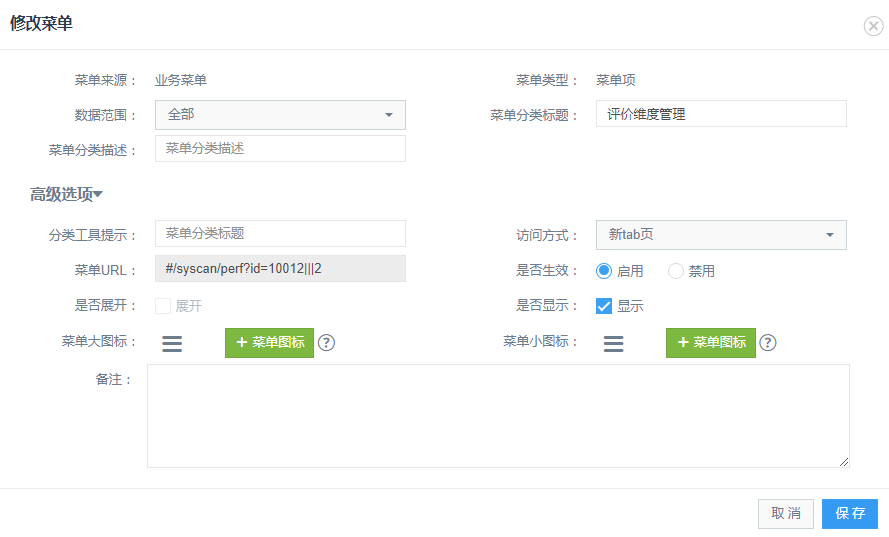 修改菜单
菜单来源： 业务菜单 菜单类型： 菜单项
数据范围： 全部 菜单分类标题： 评价维度管理
菜单分类描述： 菜单分类描述
高级选项
分类工具提示： 菜单分类标题 访问方式： 新tab页
菜单URL： #/syscan/perf?id=10012|||2 是否生效： 启用 禁用
是否展开： 展开 是否显示： 显示
菜单大图标： + 菜单图标 ? 菜单小图标： + 菜单图标 ?
备注：
取消 保存